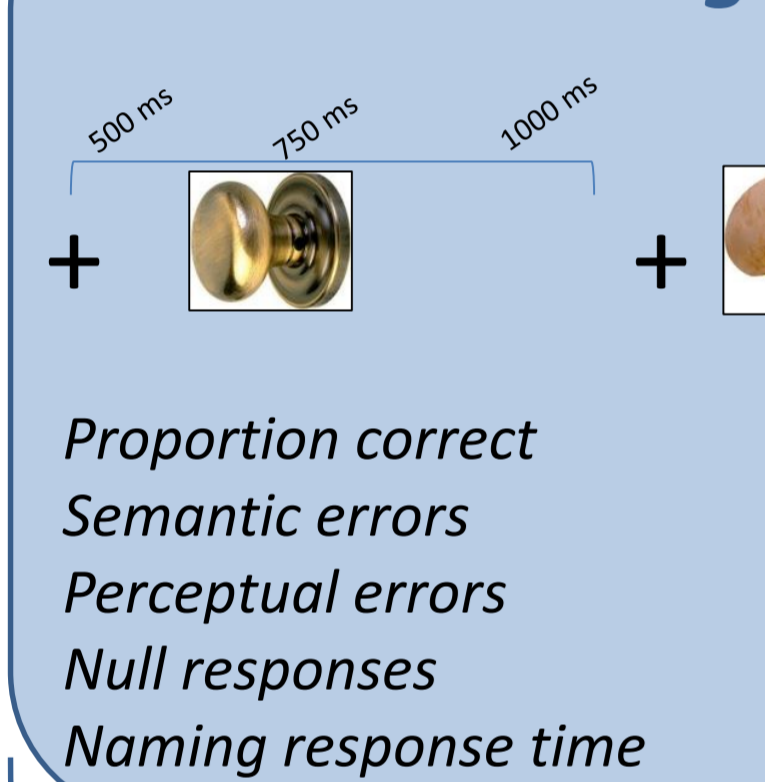 500 ms
750 ms
1000 ms
+ +
Proportion correct
Semantic errors
Perceptual errors
Null responses
Naming response time